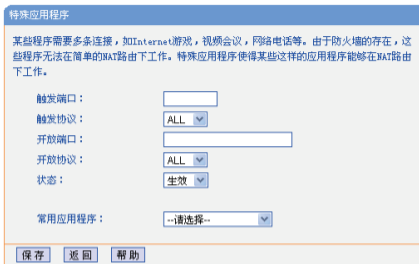 特殊应用程序
某些程序需要多条连接，如Internet游戏，视频会议，网络电话等。由于防火墙的存在，这
些程序无法在简单的NAT路由下工作。特殊应用程序使得某些这样的应用程序能够在NAT路由
下工作。
触发端口：
触发协议： ALL
开放端口：
开放协议： ALL
状态： 生效
常用应用程序： --请选择--
保存 返回 帮助